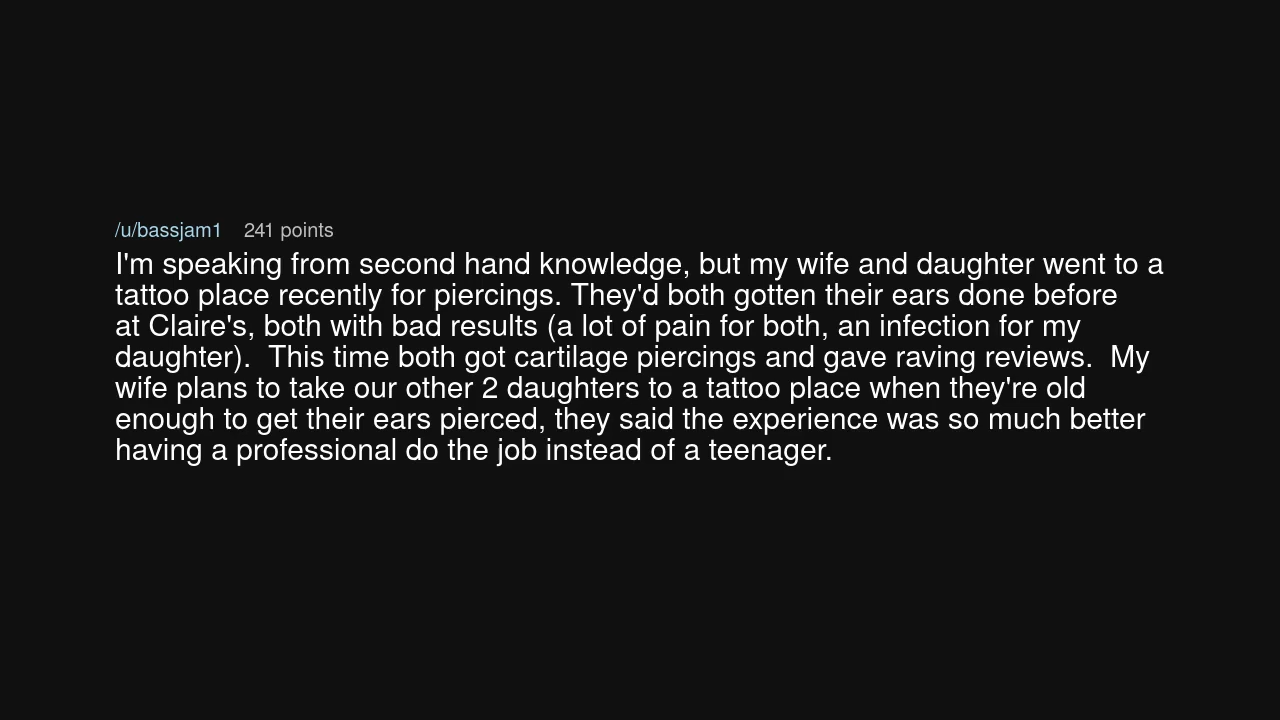 /u/bassjam1 241 points
I'm speaking from second hand knowledge, but my wife and daughter went to a
tattoo place recently for piercings. They'd both gotten their ears done before
at Claire's, both with bad results (a lot of pain for both, an infection for my
daughter).  This time both got cartilage piercings and gave raving reviews.  My
wife plans to take our other 2 daughters to a tattoo place when they're old
enough to get their ears pierced, they said the experience was so much better
having a professional do the job instead of a teenager.